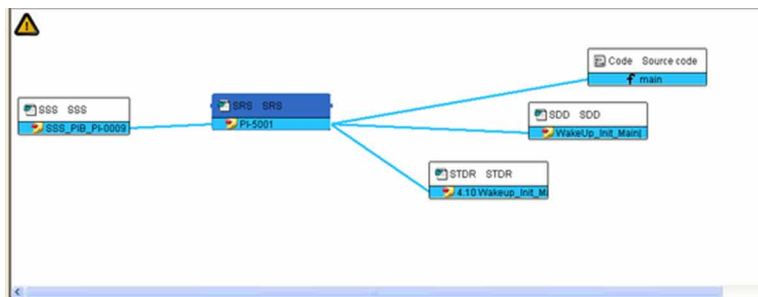 Code Source code
main
SSS SSS
SSS_PIB_PI-0009
SRS SRS
PI-5001
SDD SDD
WakeUp_Init_Main
STDR STDR
4.10 Wakeup_Init_M